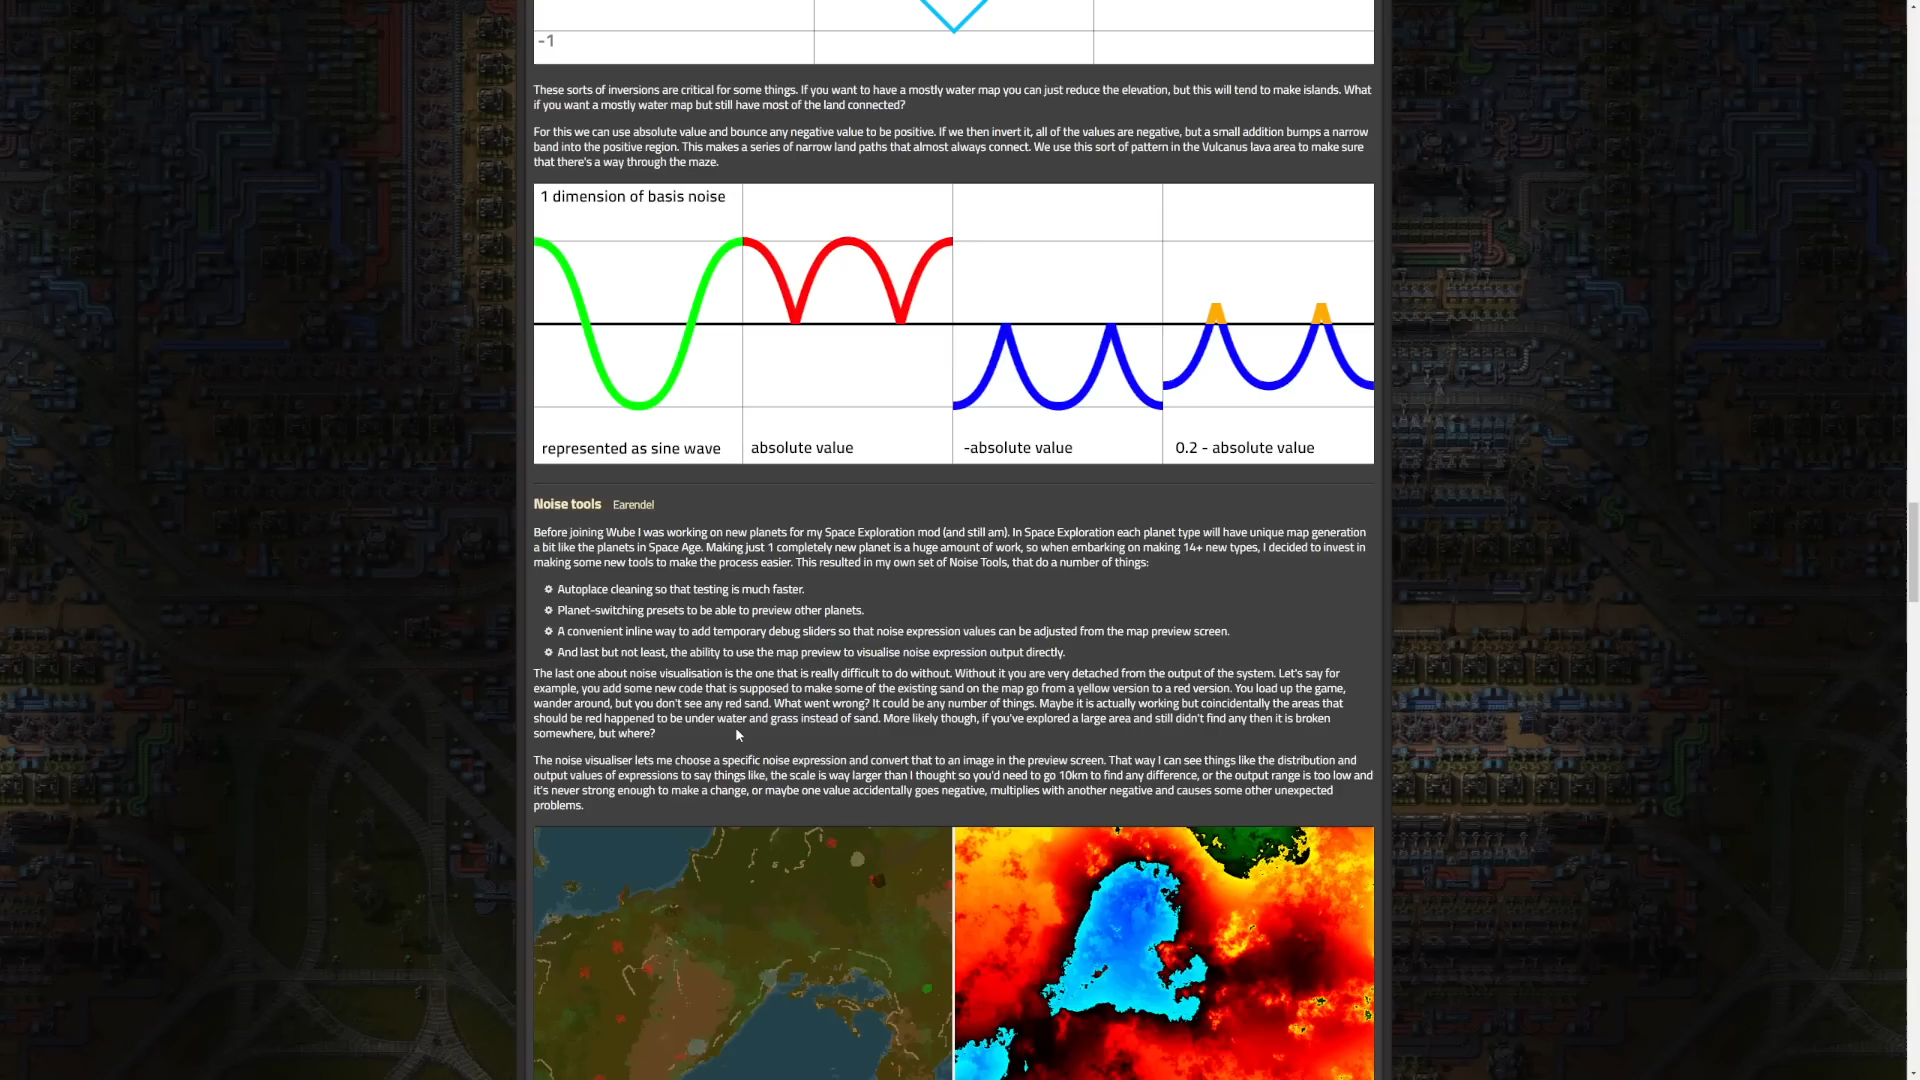 -1
These sorts of inversions are critical for some things. If you want to have a mostly water map you can just reduce the elevation, but this will tend to make islands. What
if you want a mostly water map but still have most of the land connected?
For this we can use absolute value and bounce any negative value to be positive. If we then invert it, all of the values are negative, but a small addition bumps a narrow
band into the positive region. This makes a series of narrow land paths that almost always connect. We use this sort of pattern in the Vulcanus lava area to make sure
that there's a way through the maze.
1 dimension of basis noise
represented as sine wave
absolute value
-absolute value
0.2 - absolute value
Noise tools Earendel
Before joining Wube I was working on new planets for my Space Exploration mod (and still am). In Space Exploration each planet type will have unique map generation
a bit like the planets in Space Age. Making just 1 completely new planet is a huge amount of work, so when embarking on making 14+ new types, I decided to invest in
making some new tools to make the process easier. This resulted in my own set of Noise Tools, that do a number of things:
Autoplace cleaning so that testing is much faster.
Planet-switching presets to be able to preview other planets.
A convenient inline way to add temporary debug sliders so that noise expression values can be adjusted from the map preview screen.
And last but not least, the ability to use the map preview to visualise noise expression output directly.
The last one about noise visualisation is the one that is really difficult to do without. Without it you are very detached from the output of the system. Let's say for
example, you add some new code that is supposed to make some of the existing sand on the map go from a yellow version to a red version. You load up the game,
wander around, but you don't see any red sand. What went wrong? It could be any number of things. Maybe it is actually working but coincidentally the areas that
should be red happened to be under water and grass instead of sand. More likely though, if you've explored a large area and still didn't find any then it is broken
somewhere, but where?
The noise visualiser lets me choose a specific noise expression and convert that to an image in the preview screen. That way I can see things like the distribution and
output values of expressions to say things like, the scale is way larger than I thought so you'd need to go 10km to find any difference, or the output range is too low and
it's never strong enough to make a change, or maybe one value accidentally goes negative, multiplies with another negative and causes some other unexpected
problems.